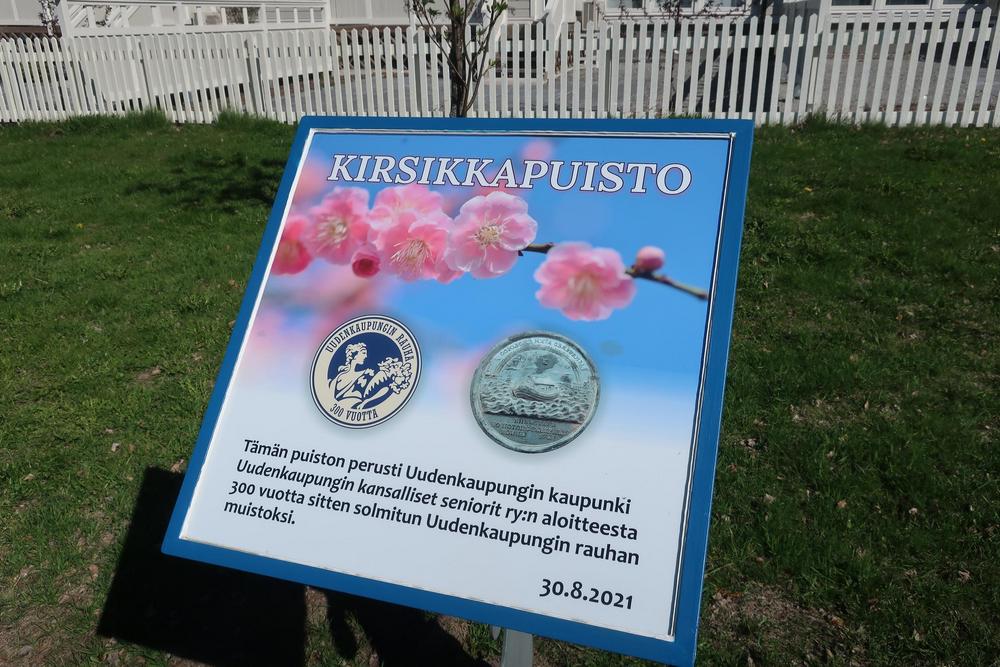 KIRSIKKAPUISTO
UUDENKAUPUNGIN RAUHA
300 VUOTTA
Tämän puiston perusti Uudenkaupungin kaupunki
Uudenkaupungin kansalliset seniorit ry:n aloitteesta
300 vuotta sitten solmitun Uudenkaupungin rauhan
muistoksi.
30.8.2021